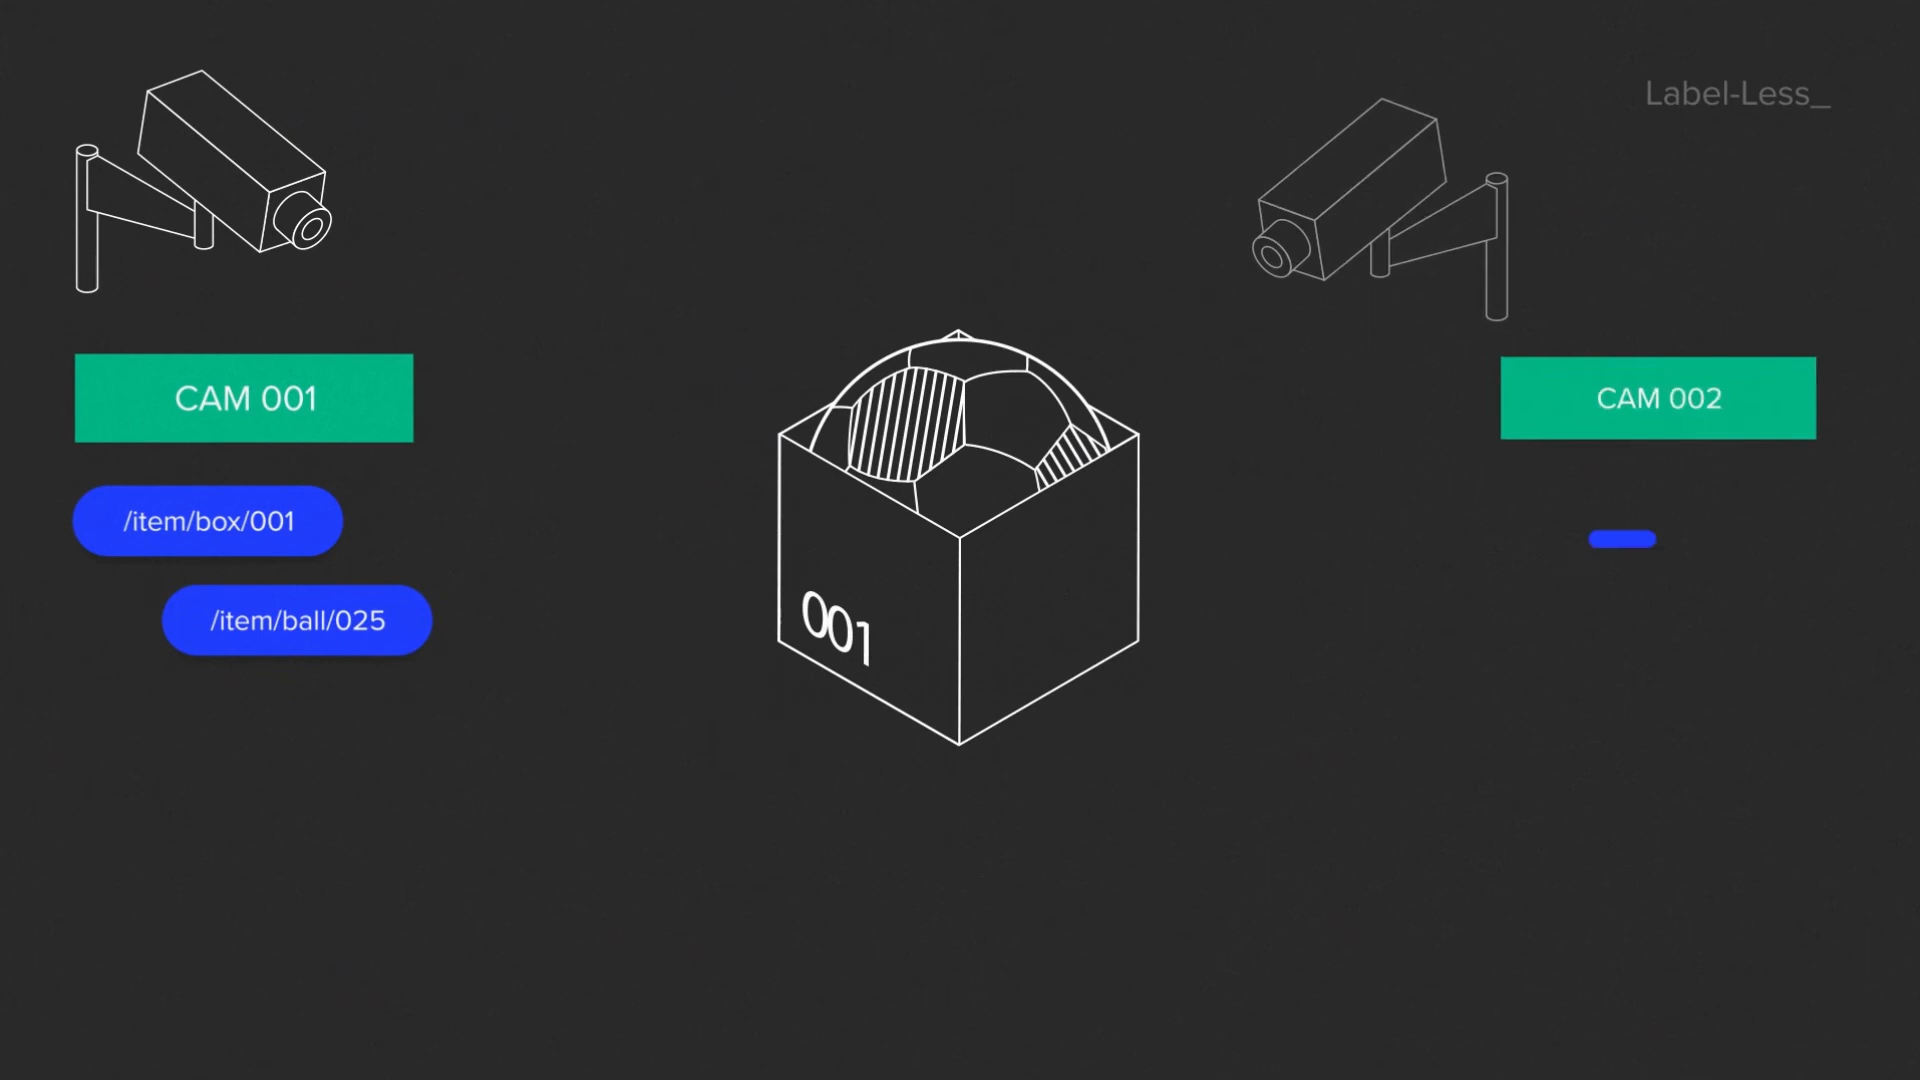 Label-Less_
CAM 001
CAM 002
/item/box/001
/item/ball/025
001